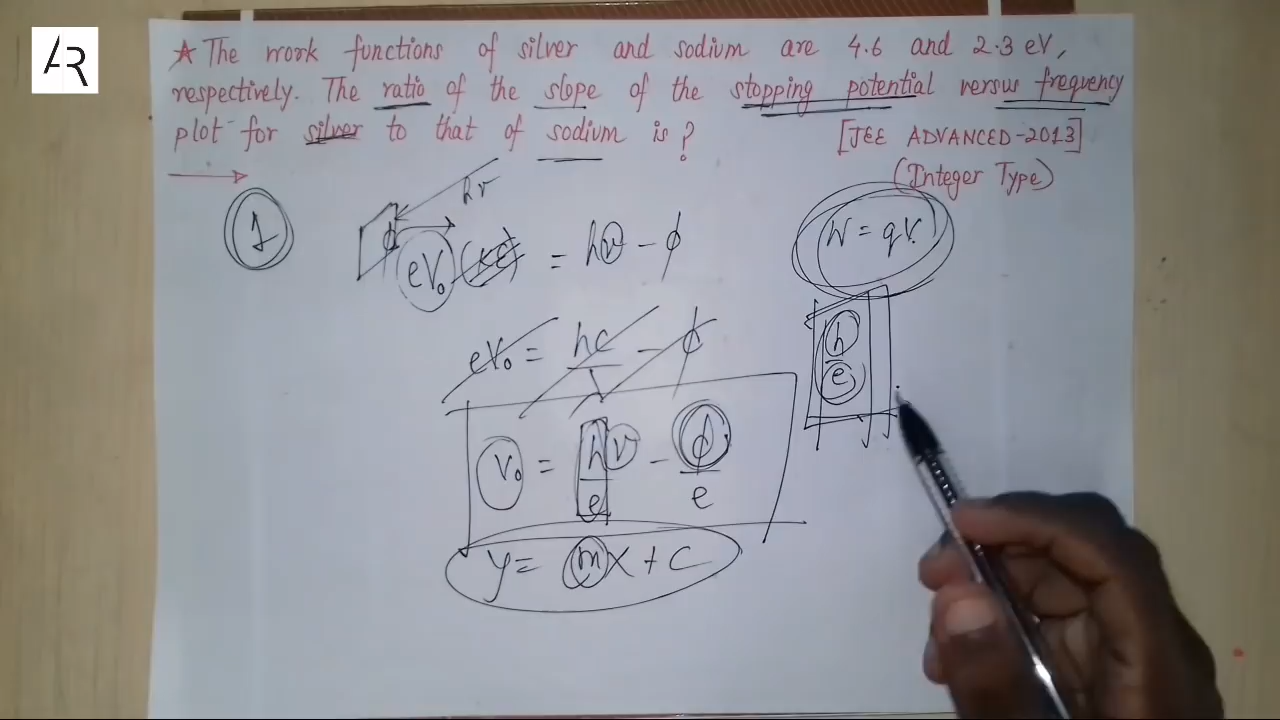 AR
★ The work functions of silver and sodium are 4.6 and 2.3 eV,
respectively. The ratio of the slope of the stopping potential versus frequency
plot for silver to that of sodium is ?
[JEE ADVANCED-2013]
(Integer Type)
1
hν
ϕ
eV₀ (KE) = hν - ϕ
W = qV
eV₀ = hc/λ - ϕ
h/e
V₀ = hν/e - ϕ/e
y = mx + c